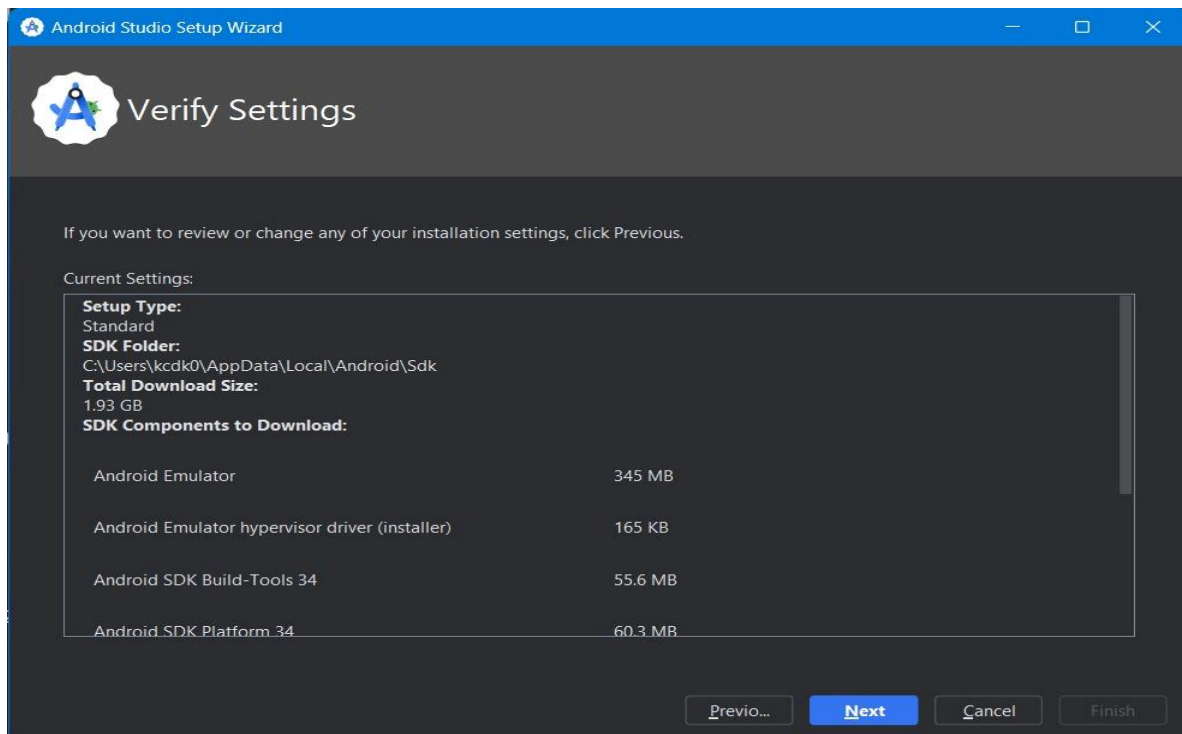 Android Studio Setup Wizard
Verify Settings
If you want to review or change any of your installation settings, click Previous.
Current Settings:
Setup Type:
Standard
SDK Folder:
C:\Users\kcdk0\AppData\Local\Android\Sdk
Total Download Size:
1.93 GB
SDK Components to Download:
Android Emulator 345 MB
Android Emulator hypervisor driver (installer) 165 KB
Android SDK Build-Tools 34 55.6 MB
Android SDK Platform 34 60.3 MB
Previo... Next Cancel Finish